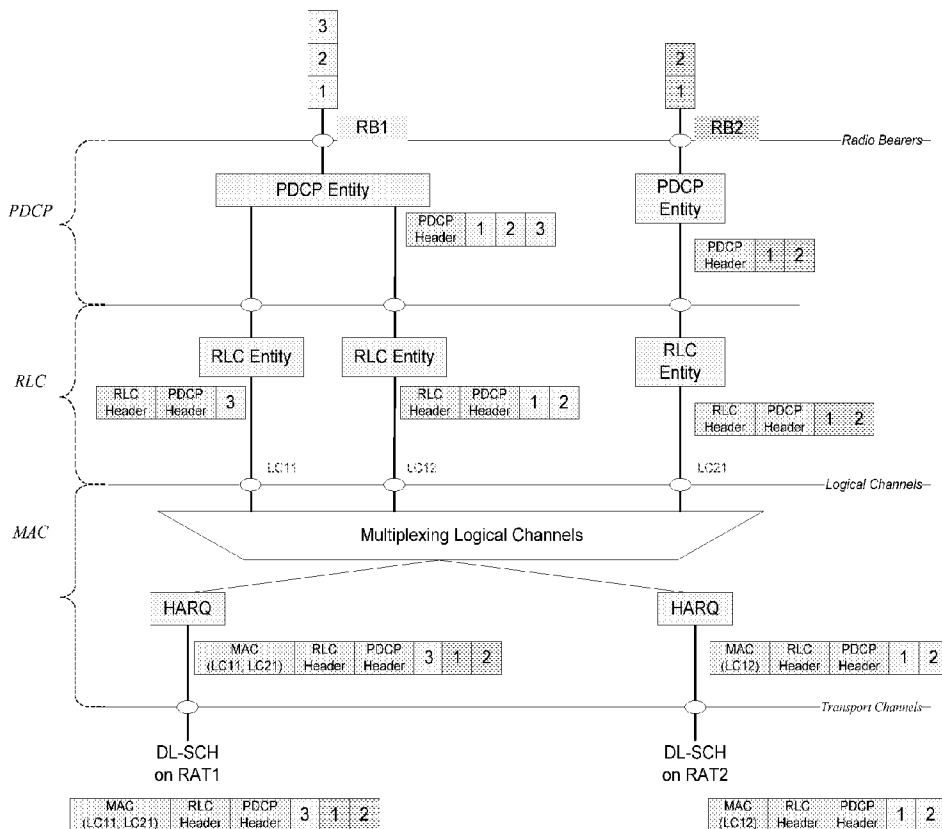 3
2
1
2
1
RB1
RB2
Radio Bearers
PDCP
PDCP Entity
PDCP
Entity
PDCP
Header
1
2
3
PDCP
Header
1
2
RLC
RLC Entity
RLC Entity
RLC
Entity
RLC
Header
PDCP
Header
3
RLC
Header
PDCP
Header
1
2
RLC
Header
PDCP
Header
1
2
LC11
LC12
LC21
Logical Channels
MAC
Multiplexing Logical Channels
HARQ
HARQ
MAC
(LC11, LC21)
RLC
Header
PDCP
Header
3
1
2
MAC
(LC12)
RLC
Header
PDCP
Header
1
2
Transport Channels
DL-SCH
on RAT1
DL-SCH
on RAT2
MAC
(LC11, LC21)
RLC
Header
PDCP
Header
3
1
2
MAC
(LC12)
RLC
Header
PDCP
Header
1
2